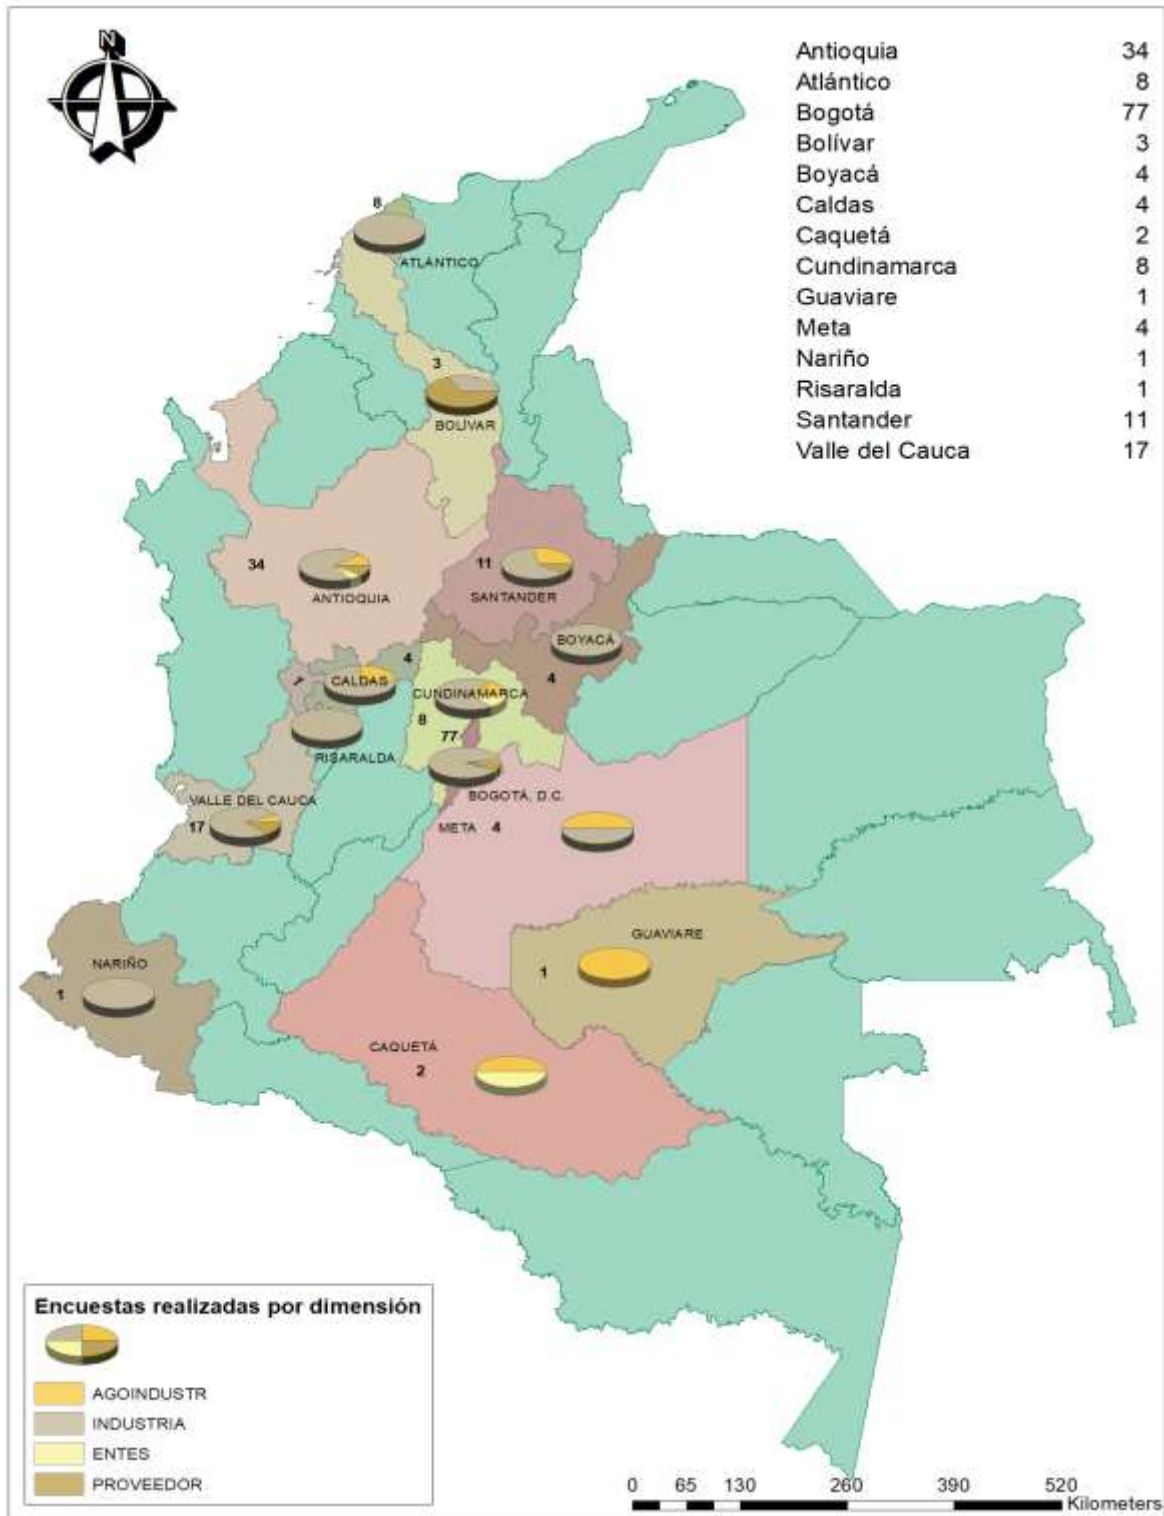 N
Antioquia 34
Atlántico 8
Bogotá 77
Bolívar 3
Boyacá 4
Caldas 4
Caquetá 2
Cundinamarca 8
Guaviare 1
Meta 4
Nariño 1
Risaralda 1
Santander 11
Valle del Cauca 17
8
ATLÁNTICO
3
BOLÍVAR
34
ANTIOQUIA
11
SANTANDER
BOYACÁ
4
4
CALDAS
1
CUNDINAMARCA
8
77
RISARALDA
BOGOTÁ, D.C.
VALLE DEL CAUCA
17
META 4
GUAVIARE
1
NARIÑO
1
CAQUETÁ
2
Encuestas realizadas por dimensión
AGOINDUSTR
INDUSTRIA
ENTES
PROVEEDOR
0 65 130 260 390 520
Kilometers